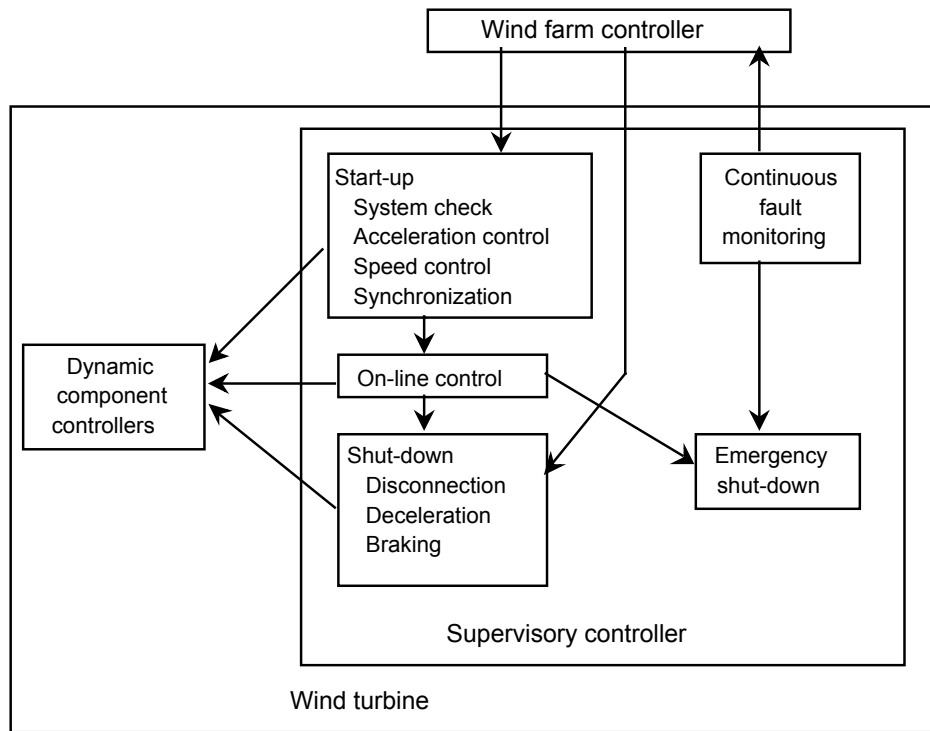 Wind farm controller
Start-up
System check
Acceleration control
Speed control
Synchronization
Continuous
fault
monitoring
Dynamic
component
controllers
On-line control
Shut-down
Disconnection
Deceleration
Braking
Emergency
shut-down
Supervisory controller
Wind turbine